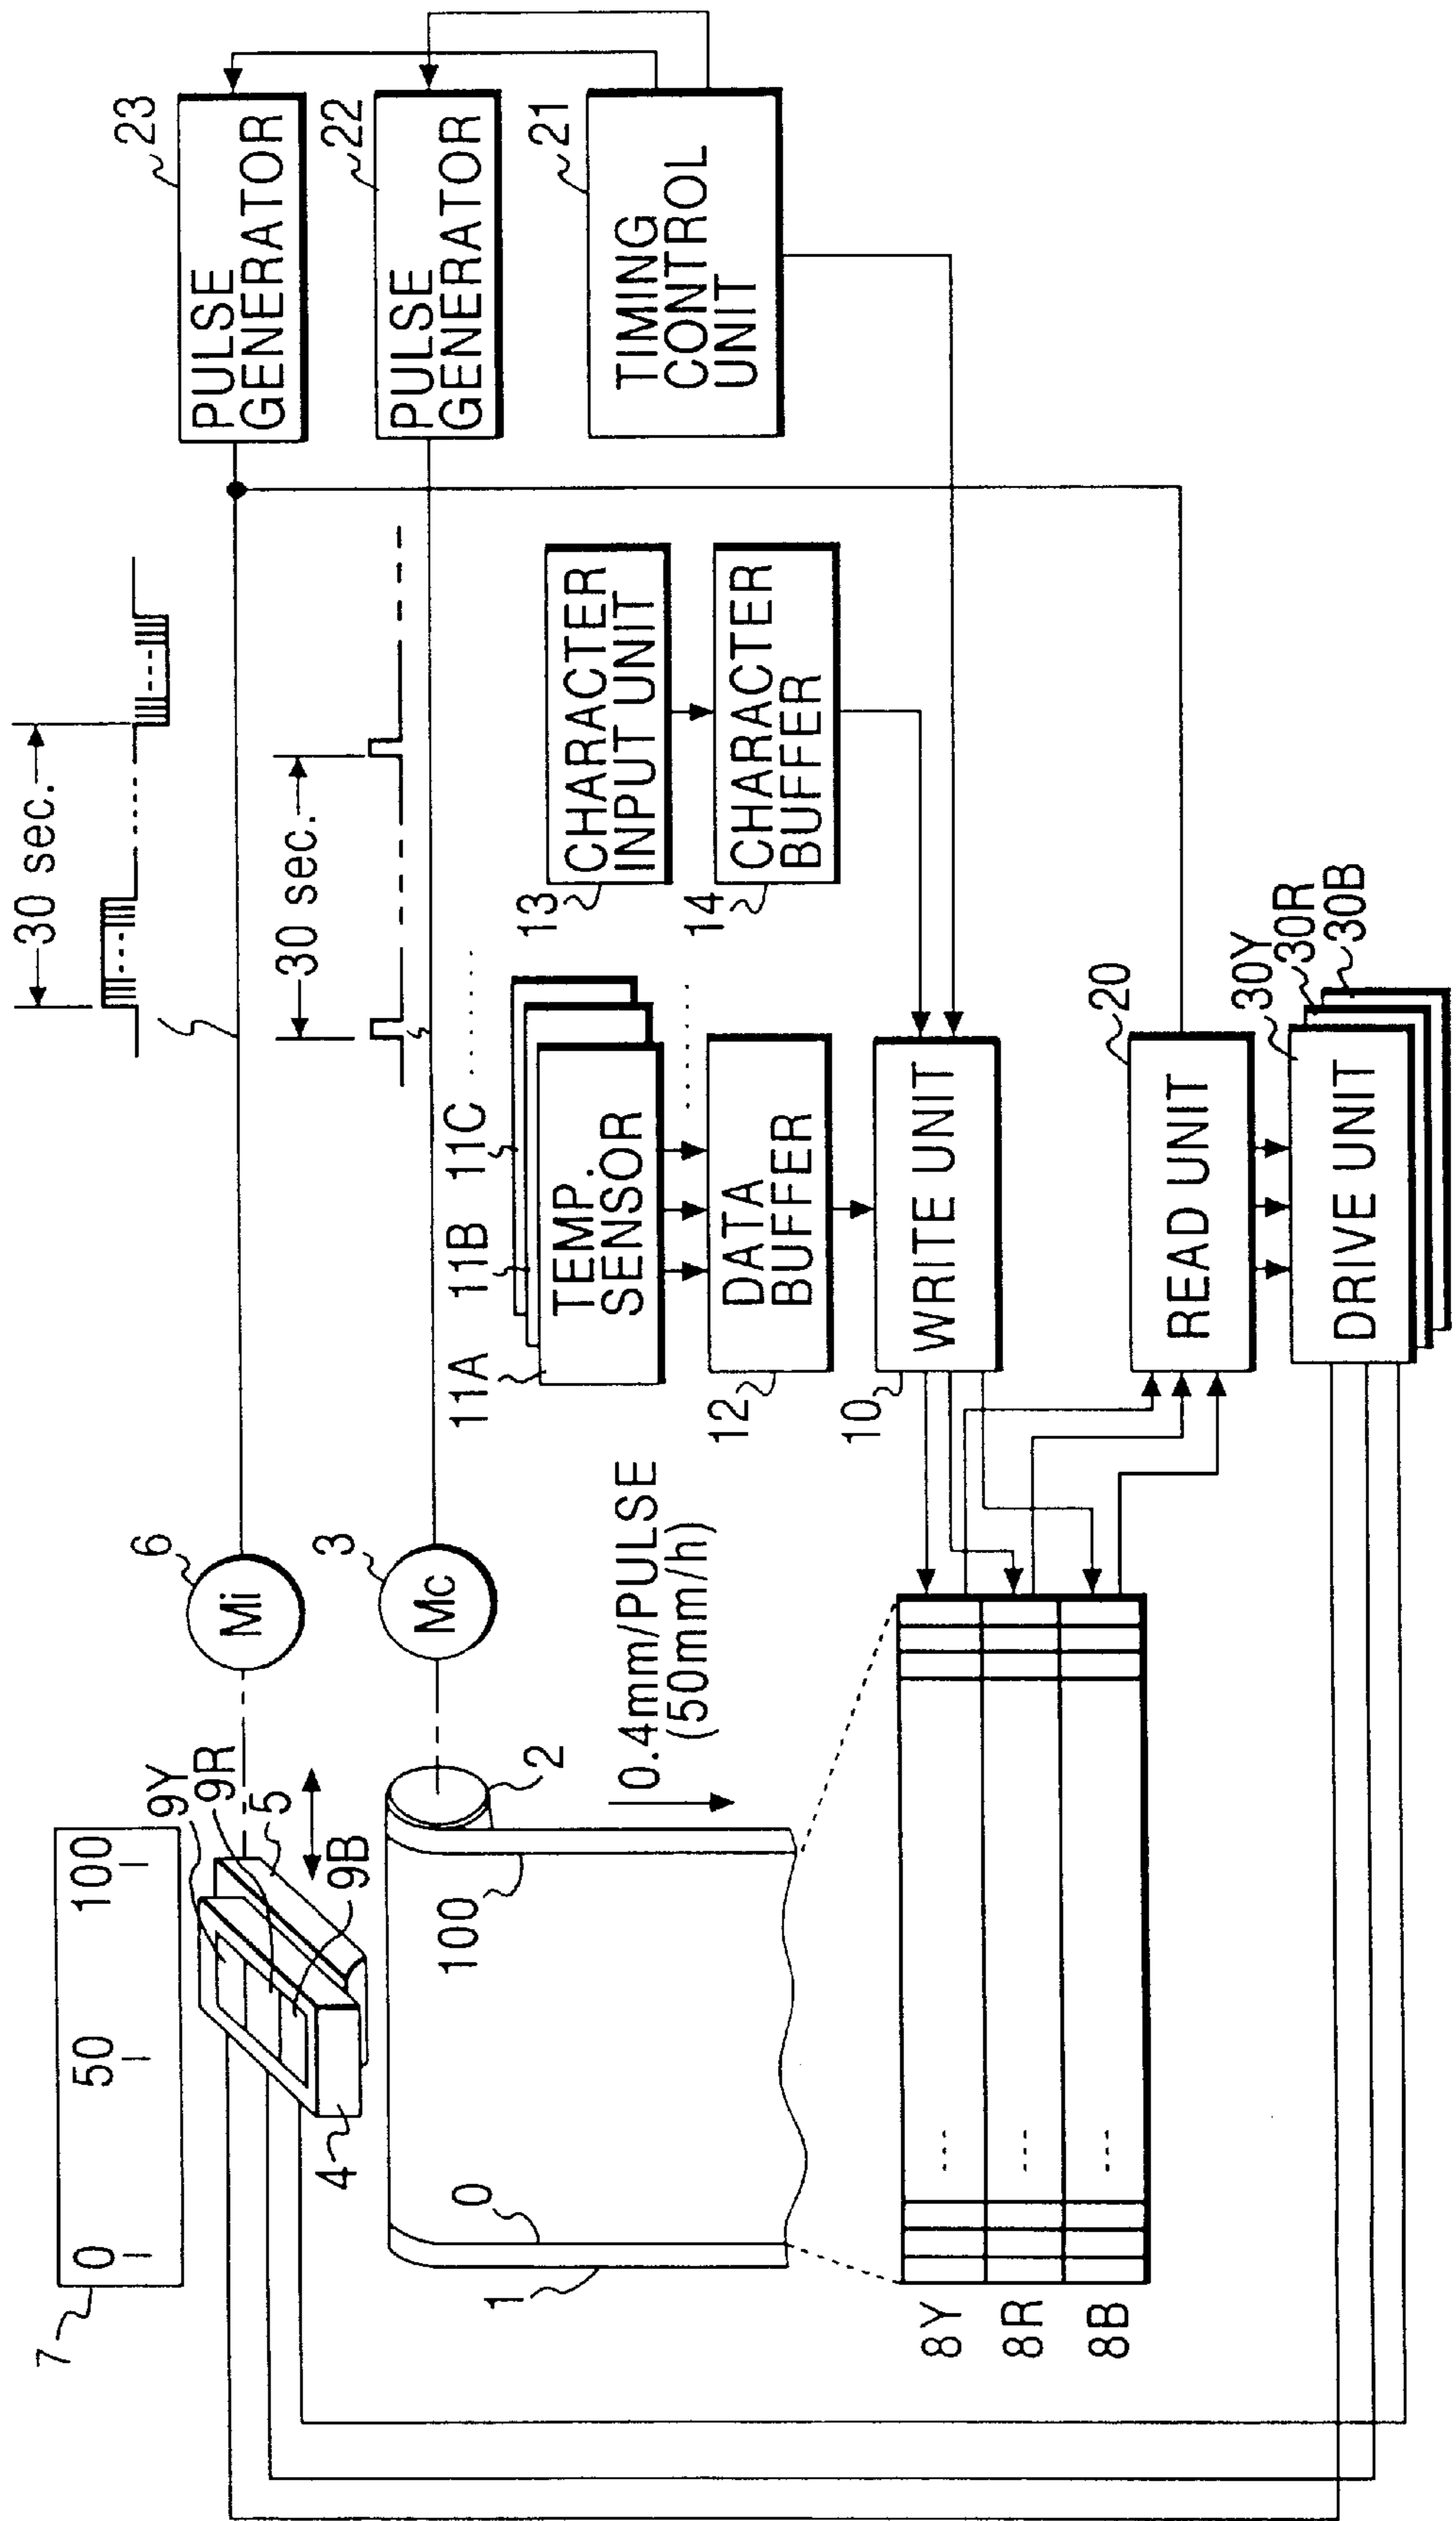 7
0
50
100
9Y
9R
5
9B
4
6
Mi
3
Mc
2
0
100
1
0.4mm/PULSE
(50mm/h)
30 sec.
30 sec.
PULSE
GENERATOR
23
PULSE
GENERATOR
22
TIMING
CONTROL
UNIT
21
11A
11B
11C
TEMP.
SENSOR
13
CHARACTER
INPUT UNIT
12
DATA
BUFFER
14
CHARACTER
BUFFER
10
WRITE UNIT
8Y
8R
8B
READ UNIT
20
DRIVE UNIT
30Y
30R
30B